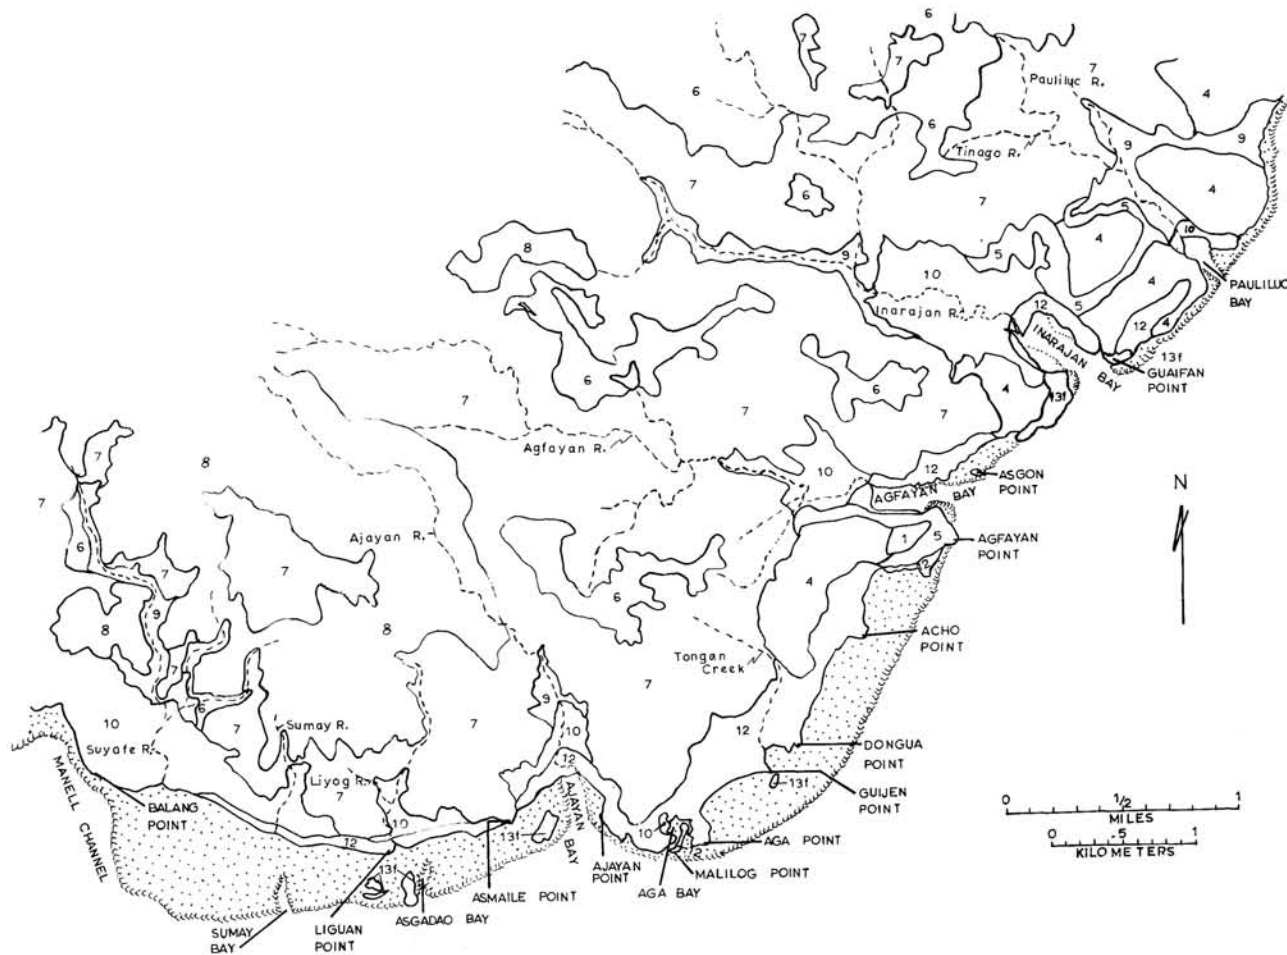 6
7
7
6
7
Pauliluc R.
4
6
Tinago R.
9
9
7
6
7
4
5
4
10
8
9
5
10
4
PAULILUC
BAY
12
5
Inarajan R.
12
4
INARAJAN BAY
13f
GUAIFAN
POINT
6
6
4
13f
7
7
7
Agfayan R.
10
12
ASGON
POINT
AGFAYAN BAY
N
7
8
7
Ajayan R.
1
5
AGFAYAN
POINT
12
6
7
7
4
6
9
8
8
ACHO
POINT
7
Tongan
Creek
7
9
6
10
7
Sumay R.
7
10
12
Suyafe R.
12
DONGUA
POINT
MANELL CHANNEL
Liyog R.
7
13f
GUIJEN
POINT
BALANG
POINT
10
AJAYAN BAY
0 1/2 1
MILES
0 .5 1
KILOMETERS
12
13f
10
12
AGA POINT
13f
AJAYAN
POINT
MALILOG POINT
AGA BAY
ASMAILE POINT
ASGADAO BAY
SUMAY
BAY
LIGUAN
POINT